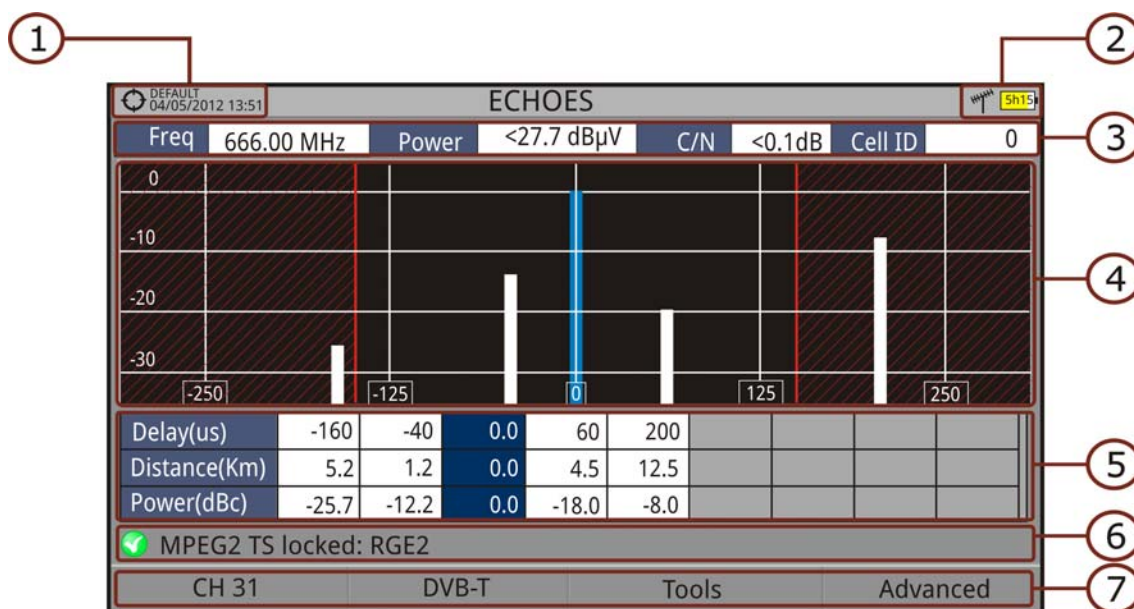 1
2
DEFAULT
04/05/2012 13:51
ECHOES
5h15
Freq 666.00 MHz Power <27.7 dBµV C/N <0.1dB Cell ID 0
3
0
-10
-20
-30
4
-250 -125 0 125 250
Delay(us) -160 -40 0.0 60 200
Distance(Km) 5.2 1.2 0.0 4.5 12.5
5
Power(dBc) -25.7 -12.2 0.0 -18.0 -8.0
MPEG2 TS locked: RGE2
6
CH 31 DVB-T Tools Advanced
7